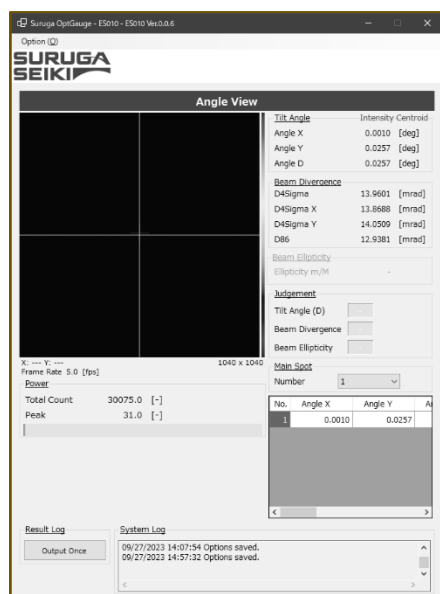 Suruga OptGauge - ES010 - ES010 Ver.0.0.6
Option (O)
SURUGA
SEIKI
Angle View
Tilt Angle Intensity Centroid
Angle X 0.0010 [deg]
Angle Y 0.0257 [deg]
Angle D 0.0257 [deg]
Beam Divergence
D4Sigma 13.9601 [mrad]
D4Sigma X 13.8688 [mrad]
D4Sigma Y 14.0509 [mrad]
D86 12.9381 [mrad]
Beam Ellipticity
Ellipticity m/M -
Judgement
Tilt Angle (D) -
Beam Divergence -
Beam Ellipticity -
X: --- Y: --- 1040 x 1040
Frame Rate 5.0 [fps]
Main Spot
Number 1
Power
Total Count 30075.0 [-]
Peak 31.0 [-]
No. Angle X Angle Y
1 0.0010 0.0257
Result Log
Output Once
System Log
09/27/2023 14:07:54 Options saved.
09/27/2023 14:57:32 Options saved.